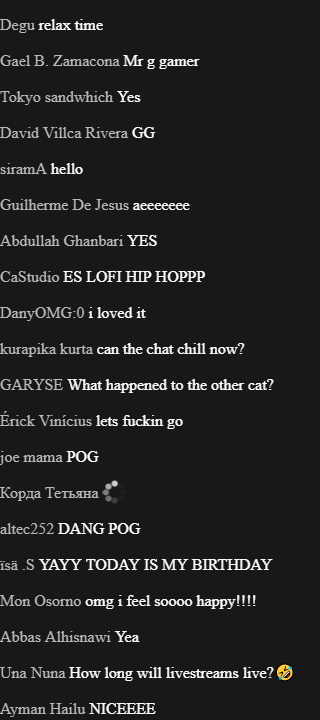 Degu relax time
Gael B. Zamacona Mr g gamer
Tokyo sandwhich Yes
David Villca Rivera GG
siramA hello
Guilherme De Jesus aeeeeeee
Abdullah Ghanbari YES
CaStudio ES LOFI HIP HOPPP
DanyOMG:0 i loved it
kurapika kurta can the chat chill now?
GARYSE What happened to the other cat?
Érick Vinícius lets fuckin go
joe mama POG
Корда Тетьяна
altec252 DANG POG
ïsä .S YAYY TODAY IS MY BIRTHDAY
Mon Osorno omg i feel soooo happy!!!!
Abbas Alhisnawi Yea
Una Nuna How long will livestreams live? 🤣
Ayman Hailu NICEEEE